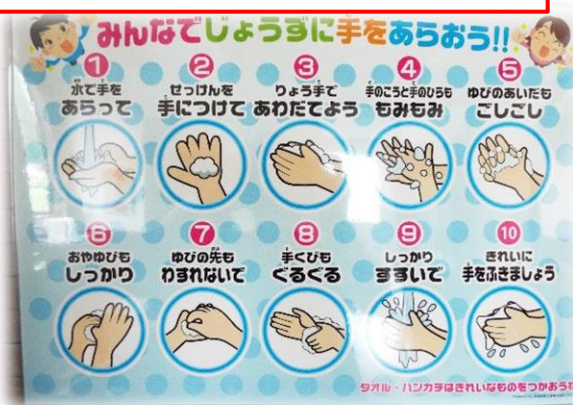 みんなでじょうずに手をあらおう!!
1
水で手を
あらって
2
せっけんを
手につけて
3
りょう手で
あわだてよう
4
手のこうと手のひらも
もみもみ
5
ゆびのあいだも
ごしごし
6
おやゆびも
しっかり
7
ゆびの先も
わすれないで
8
手くびも
ぐるぐる
9
しっかり
すすいで
10
きれいに
手をふきましょう
タオル・ハンカチはきれいなものをつかおうね